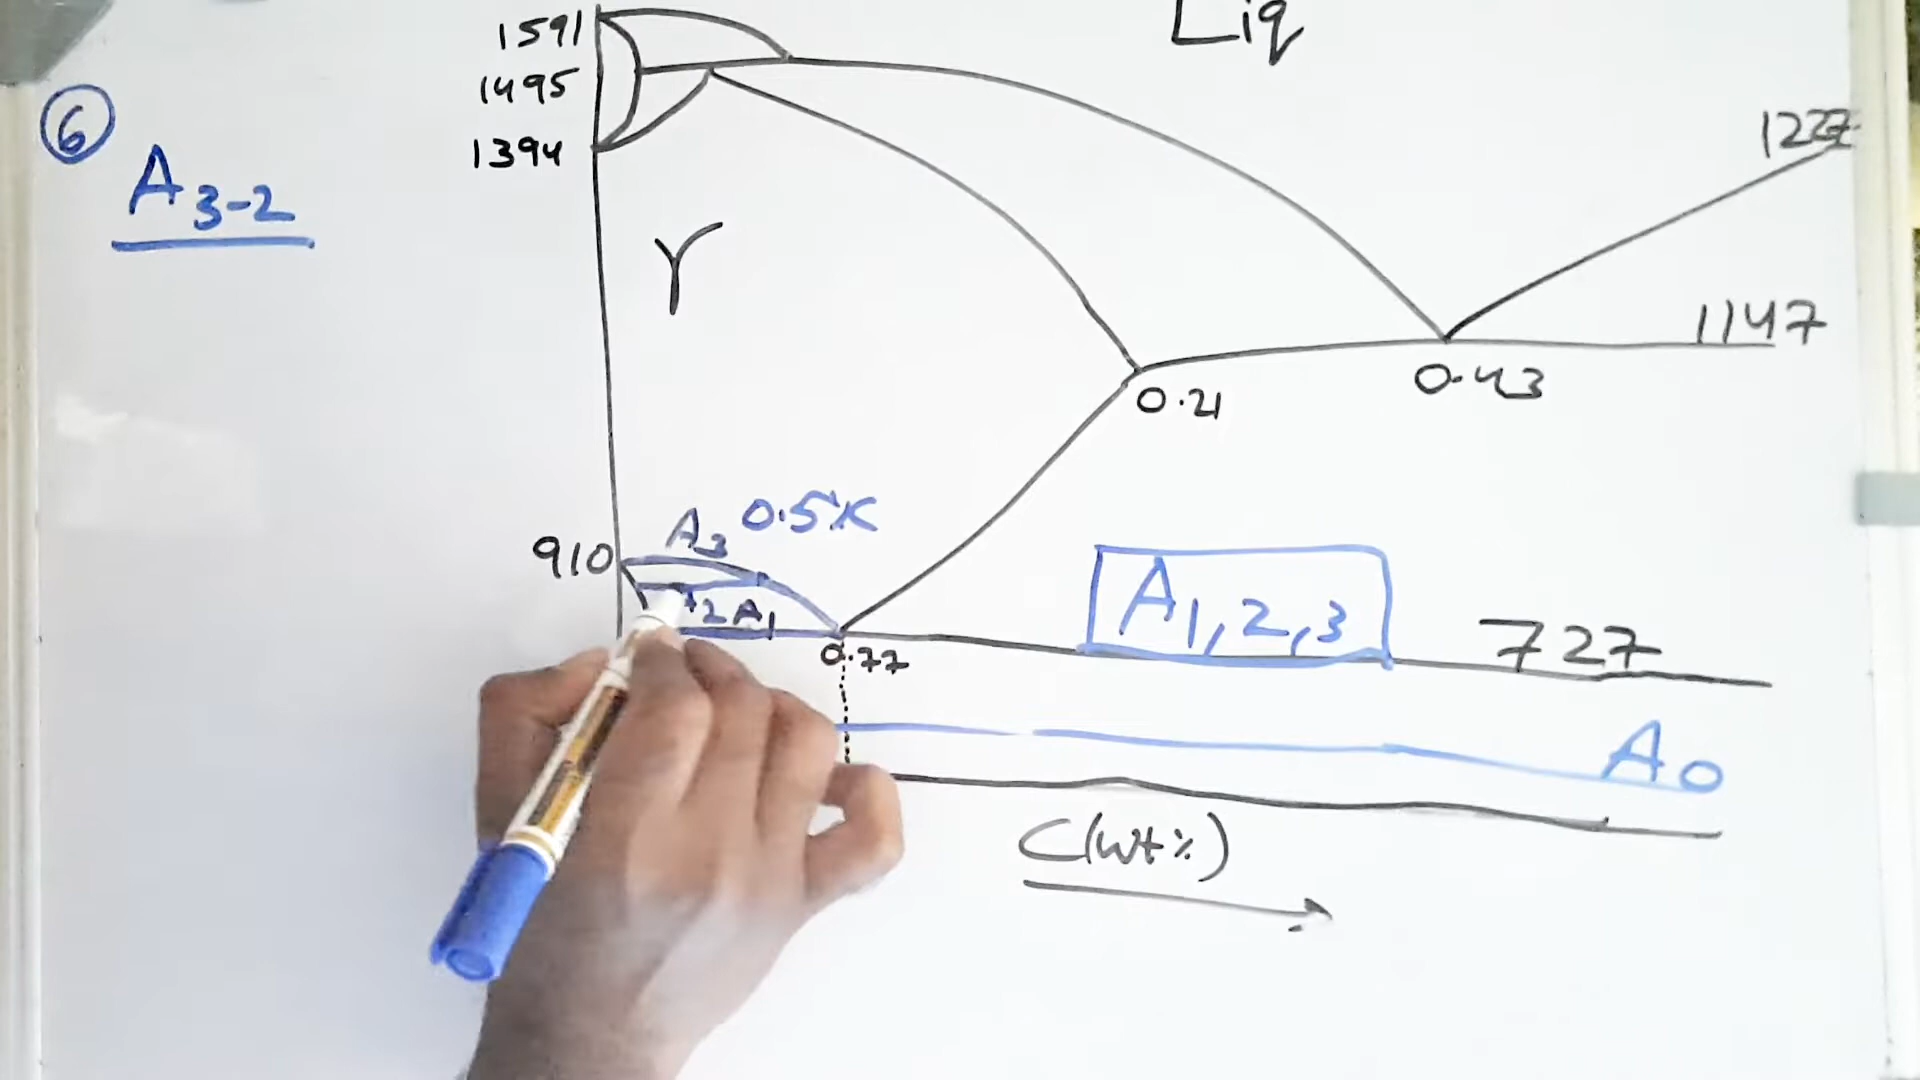 Liq
1591
1495
1394
6
A3-2
γ
1227
1147
0.43
0.21
0.5%
A3
910
A2
A1
A1,2,3
727
0.77
A0
C(wt%)